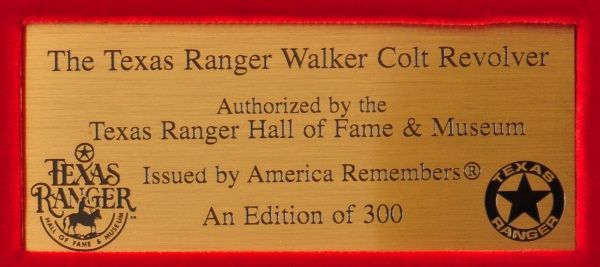 The Texas Ranger Walker Colt Revolver
Authorized by the
Texas Ranger Hall of Fame & Museum
Issued by America Remembers®
An Edition of 300
TEXAS
RANGER
HALL OF FAME & MUSEUM
TEXAS
RANGER